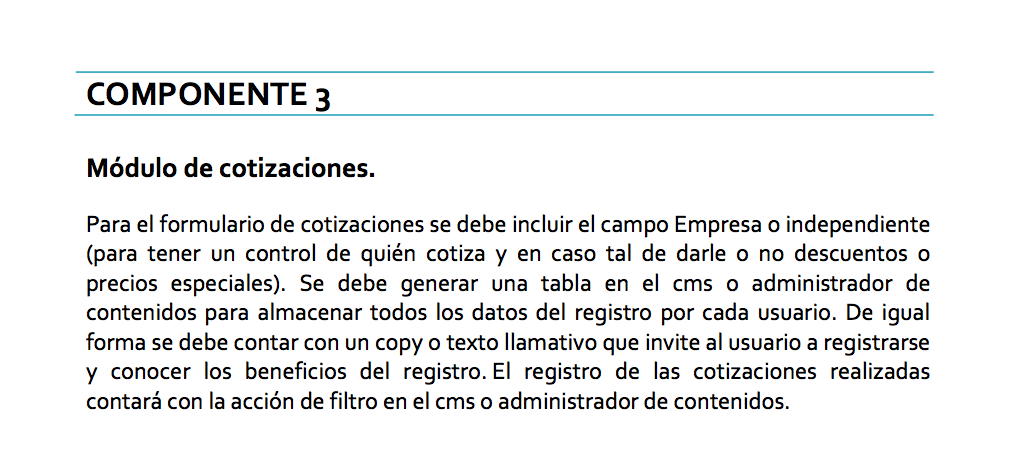 COMPONENTE 3
Módulo de cotizaciones.
Para el formulario de cotizaciones se debe incluir el campo Empresa o independiente
(para tener un control de quién cotiza y en caso tal de darle o no descuentos o
precios especiales). Se debe generar una tabla en el cms o administrador de
contenidos para almacenar todos los datos del registro por cada usuario. De igual
forma se debe contar con un copy o texto llamativo que invite al usuario a registrarse
y conocer los beneficios del registro. El registro de las cotizaciones realizadas
contará con la acción de filtro en el cms o administrador de contenidos.